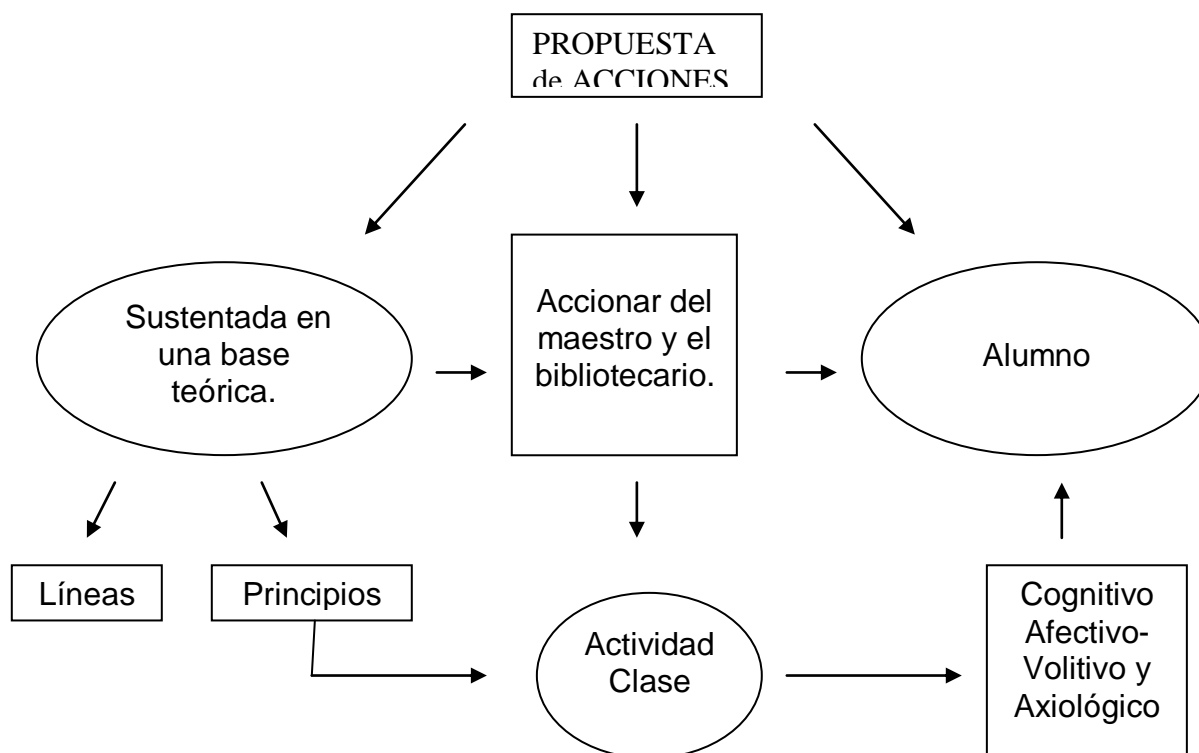 PROPUESTA
de ACCIONES
Sustentada en
una base
teórica.
Accionar del
maestro y el
bibliotecario.
Alumno
Líneas
Principios
Actividad
Clase
Cognitivo
Afectivo-
Volitivo y
Axiológico